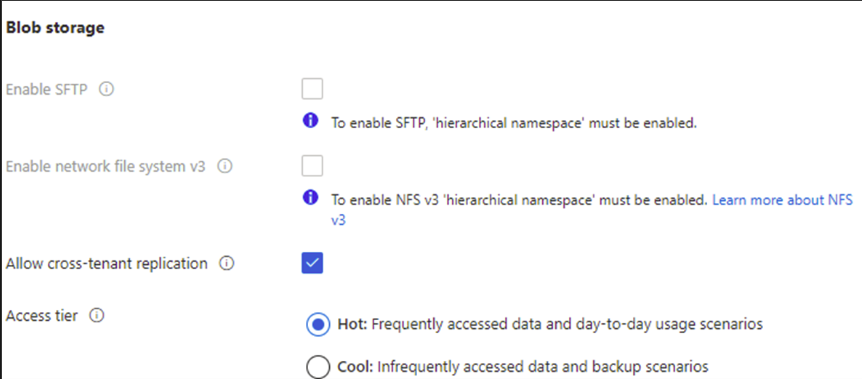 Blob storage
Enable SFTP
To enable SFTP, 'hierarchical namespace' must be enabled.
Enable network file system v3
To enable NFS v3 'hierarchical namespace' must be enabled. Learn more about NFS
v3
Allow cross-tenant replication
Access tier
Hot: Frequently accessed data and day-to-day usage scenarios
Cool: Infrequently accessed data and backup scenarios